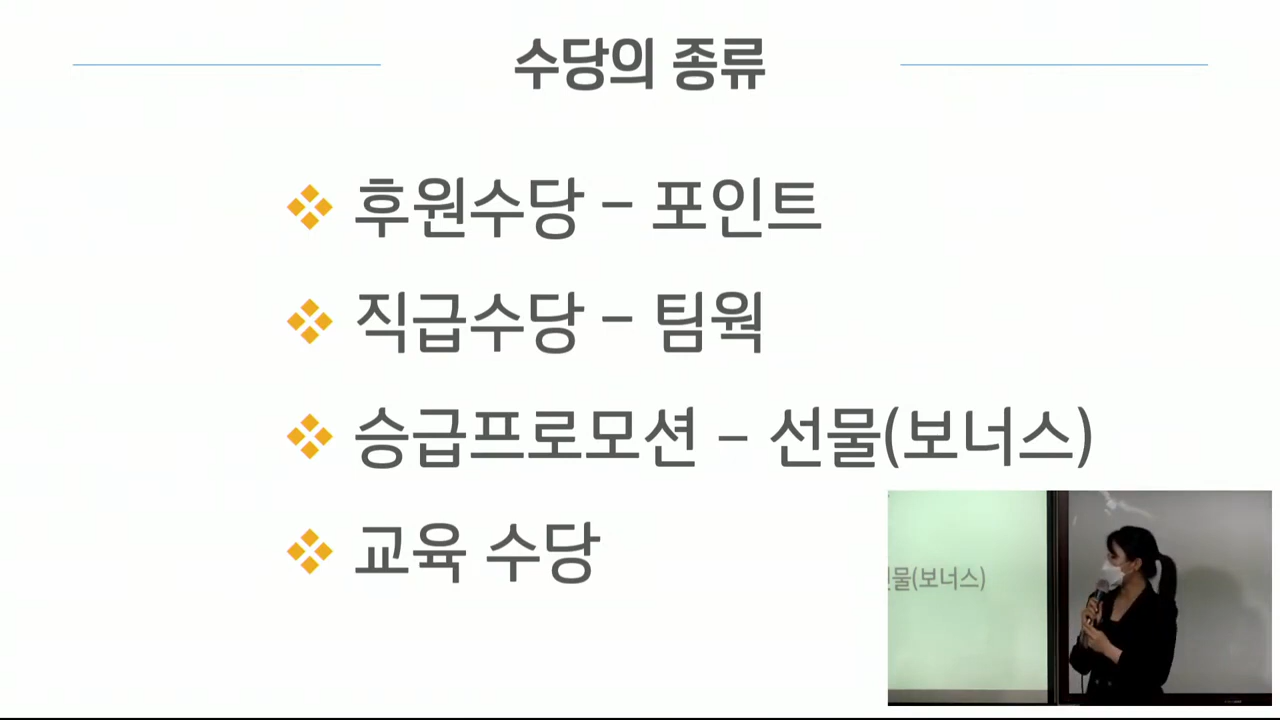 수당의 종류
❖ 후원수당 – 포인트
❖ 직급수당 – 팀웍
❖ 승급프로모션 – 선물(보너스)
❖ 교육 수당
물(보너스)